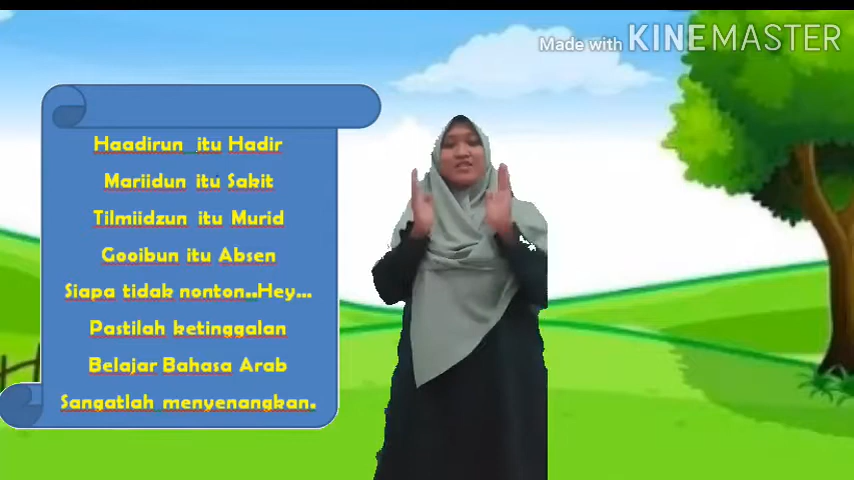 Made with KINEMASTER
Haadirun itu Hadir
Mariidun itu Sakit
Tilmiidzun itu Murid
Gooibun itu Absen
Siapa tidak nonton..Hey...
Pastilah ketinggalan
Belajar Bahasa Arab
Sangatlah menyenangkan.